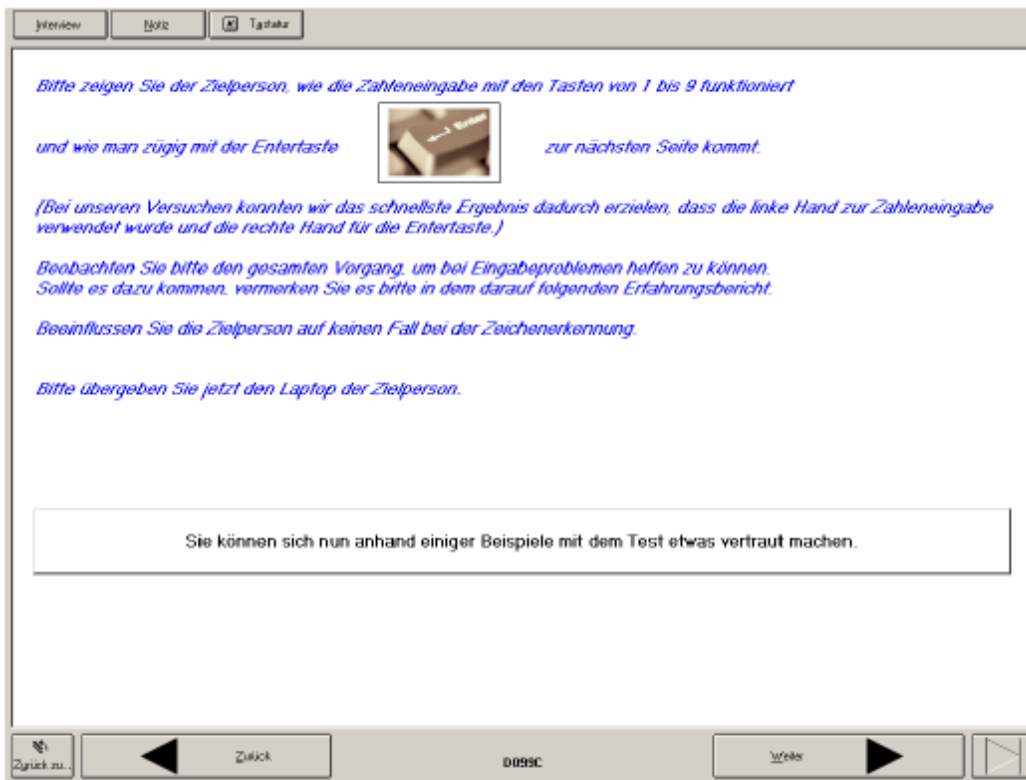 Interview Notiz Tastatur
Bitte zeigen Sie der Zielperson, wie die Zahleneingabe mit den Tasten von 1 bis 9 funktioniert
und wie man zügig mit der Entertaste Enter zur nächsten Seite kommt.
(Bei unseren Versuchen konnten wir das schnellste Ergebnis dadurch erzielen, dass die linke Hand zur Zahleneingabe
verwendet wurde und die rechte Hand für die Entertaste.)
Beobachten Sie bitte den gesamten Vorgang, um bei Eingabeproblemen helfen zu können.
Sollte es dazu kommen, vermerken Sie es bitte in dem darauf folgenden Erfahrungsbericht.
Beeinflussen Sie die Zielperson auf keinen Fall bei der Zeichenerkennung.
Bitte übergeben Sie jetzt den Laptop der Zielperson.
Sie können sich nun anhand einiger Beispiele mit dem Test etwas vertraut machen.
Zurück zu.. Zurück D099C Weiter